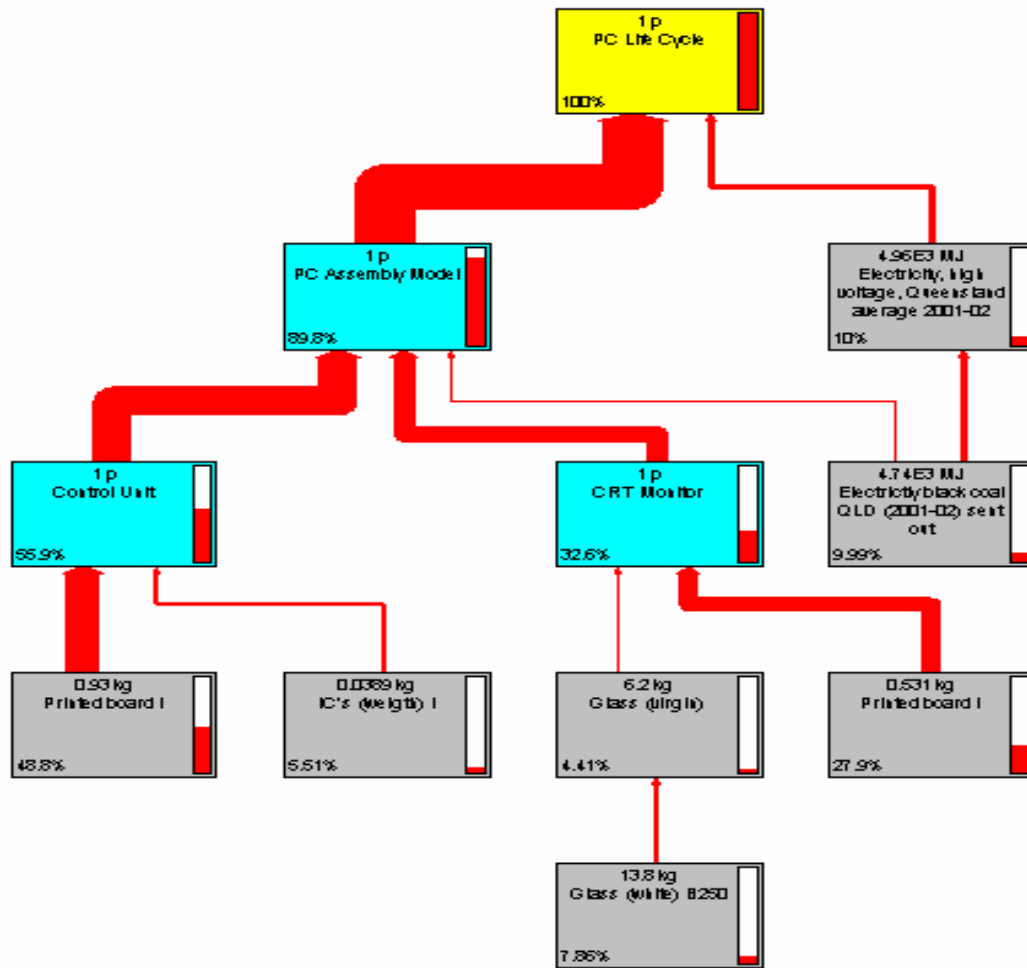 1 p
PC Life Cycle
100%
1 p
PC Assembly Model
89.8%
4.96E3 MJ
Electricity, high
voltage, Queensland
average 2001-02
10%
1 p
Control Unit
55.9%
1 p
CRT Monitor
32.6%
4.74E3 MJ
Electrictiy black coal
QLD (2001-02) sent
out
9.99%
0.93 kg
Printed board I
48.8%
0.0389 kg
IC's (weigth) I
5.51%
6.2 kg
Glass (virgin)
4.41%
0.531 kg
Printed board I
27.9%
13.8 kg
Glass (white) B250
7.86%